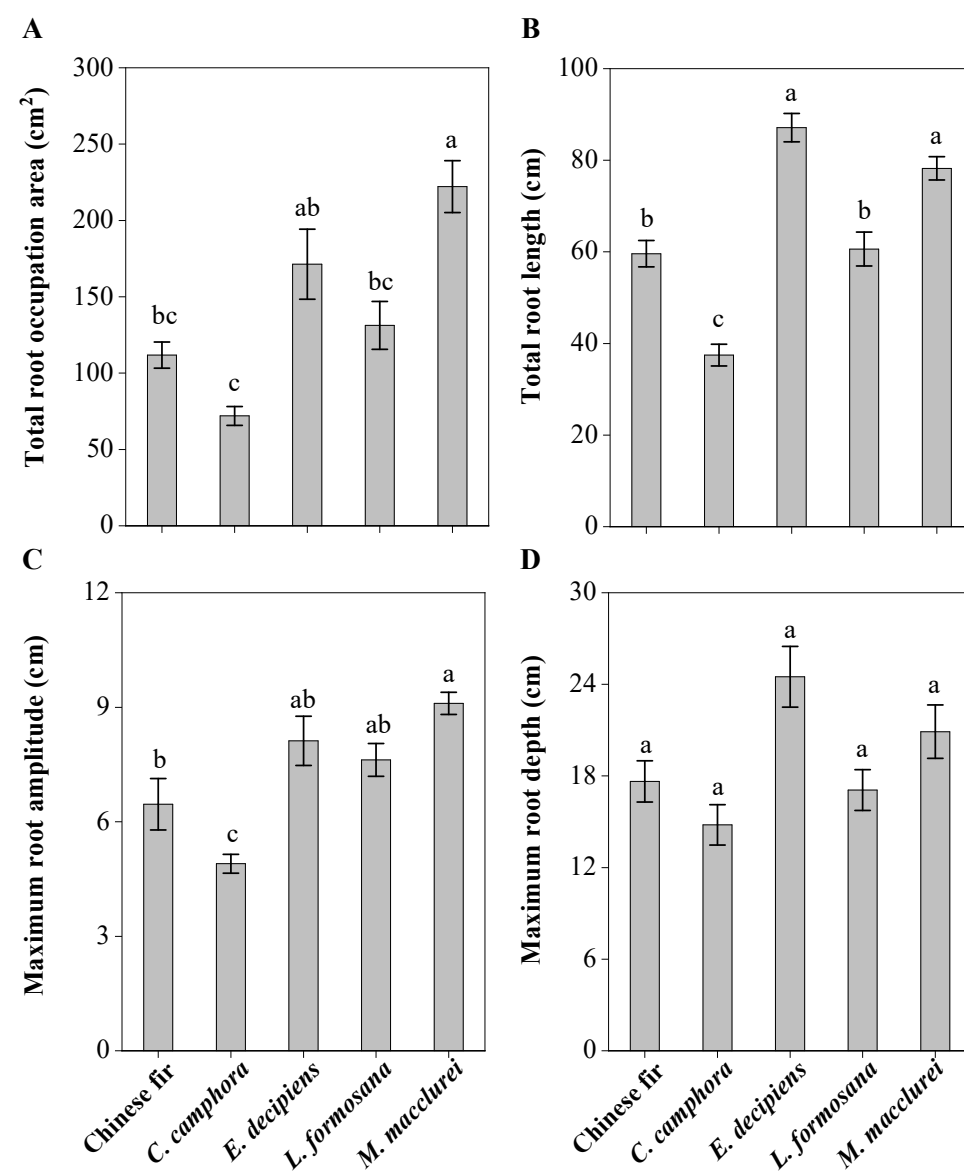 A
Total root occupation area (cm²)
300
250
200
150
100
50
0
bc
c
ab
bc
a
B
Total root length (cm)
100
80
60
40
20
0
b
c
a
b
a
C
Maximum root amplitude (cm)
12
9
6
3
0
b
c
ab
ab
a
Chinese fir
C. camphora
E. decipiens
L. formosana
M. macclurei
D
Maximum root depth (cm)
30
24
18
12
6
0
a
a
a
a
a
Chinese fir
C. camphora
E. decipiens
L. formosana
M. macclurei